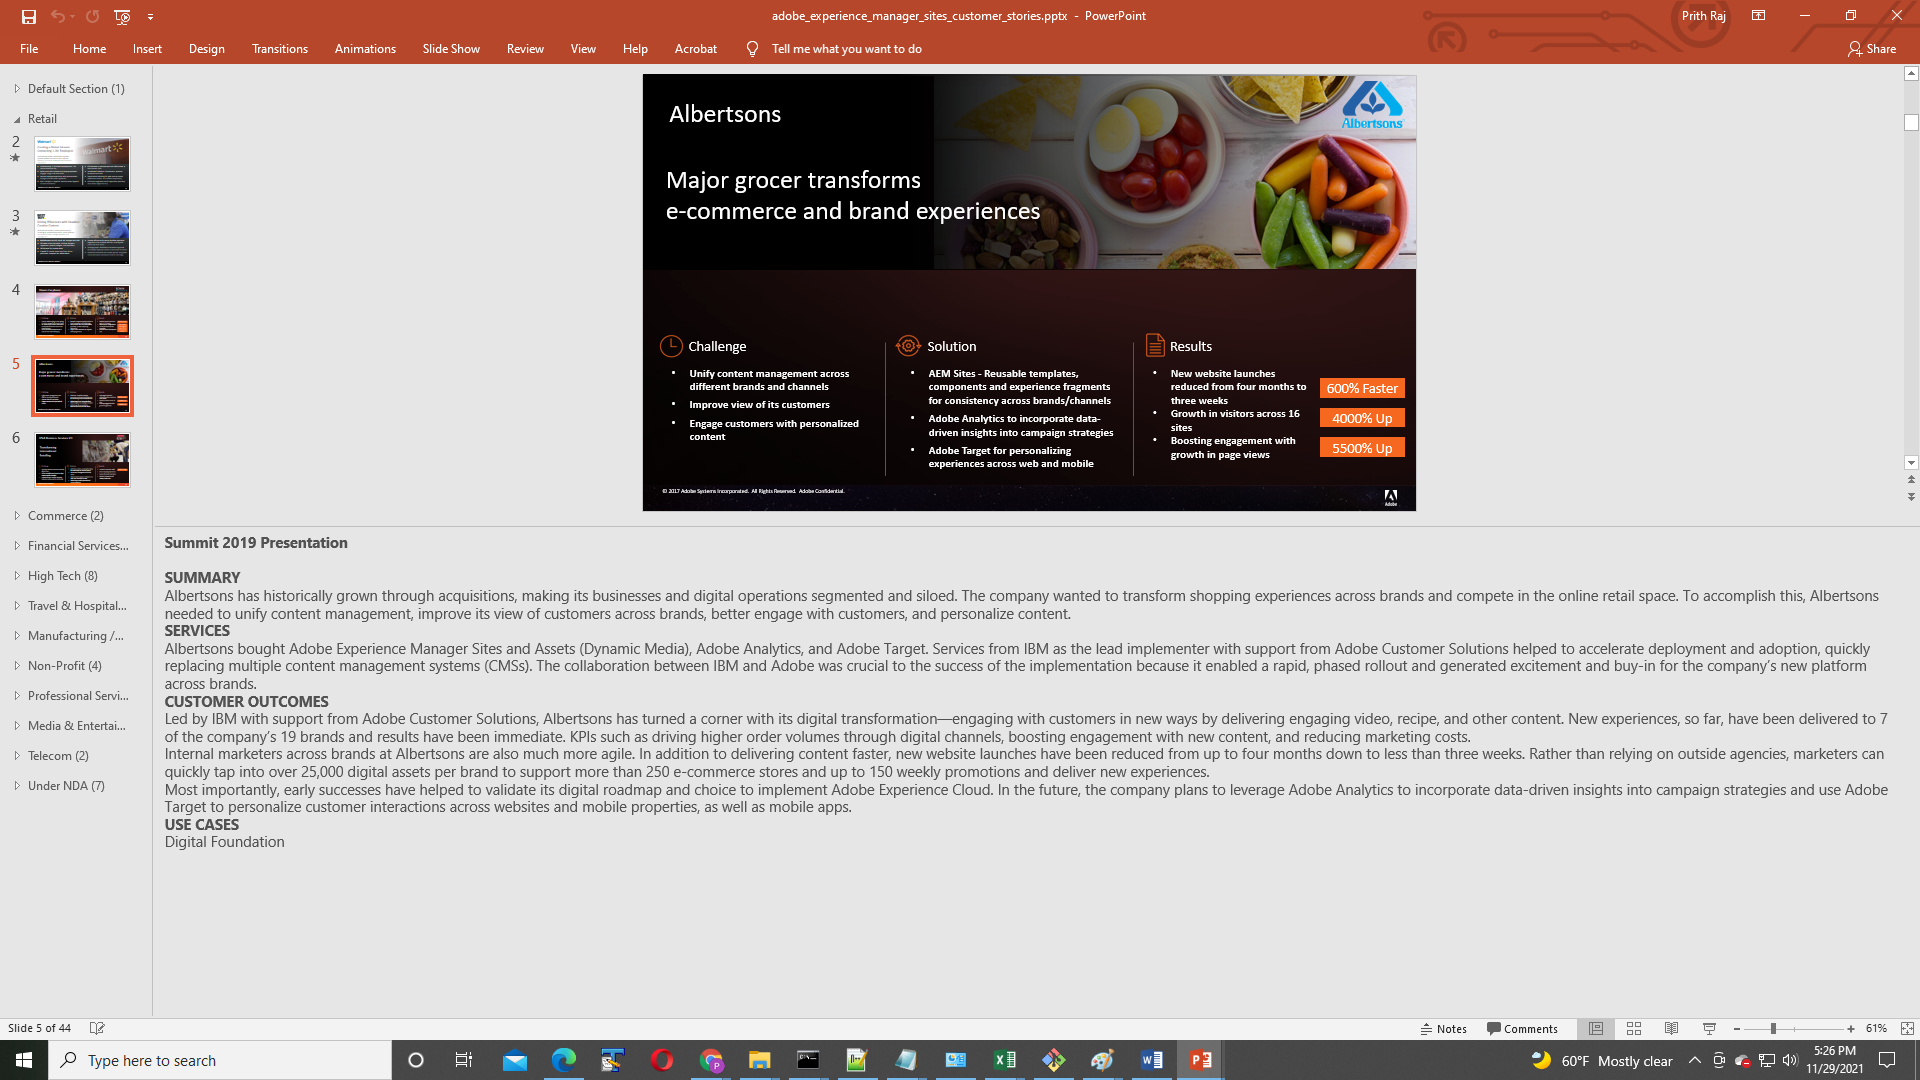 adobe_experience_manager_sites_customer_stories.pptx - PowerPoint
Prith Raj
File Home Insert Design Transitions Animations Slide Show Review View Help Acrobat Tell me what you want to do
Share
Default Section (1)
Retail
2
3
4
5
6
Commerce (2)
Financial Services...
High Tech (8)
Travel & Hospital...
Manufacturing /...
Non-Profit (4)
Professional Servi...
Media & Entertai...
Telecom (2)
Under NDA (7)
Albertsons
Albertsons
Major grocer transforms
e-commerce and brand experiences
Challenge
• Unify content management across
different brands and channels
• Improve view of its customers
• Engage customers with personalized
content
Solution
• AEM Sites - Reusable templates,
components and experience fragments
for consistency across brands/channels
• Adobe Analytics to incorporate data-
driven insights into campaign strategies
• Adobe Target for personalizing
experiences across web and mobile
Results
• New website launches
reduced from four months to
three weeks
• Growth in visitors across 16
sites
• Boosting engagement with
growth in page views
600% Faster
4000% Up
5500% Up
© 2017 Adobe Systems Incorporated. All Rights Reserved. Adobe Confidential.
Adobe
Summit 2019 Presentation
SUMMARY
Albertsons has historically grown through acquisitions, making its businesses and digital operations segmented and siloed. The company wanted to transform shopping experiences across brands and compete in the online retail space. To accomplish this, Albertsons
needed to unify content management, improve its view of customers across brands, better engage with customers, and personalize content.
SERVICES
Albertsons bought Adobe Experience Manager Sites and Assets (Dynamic Media), Adobe Analytics, and Adobe Target. Services from IBM as the lead implementer with support from Adobe Customer Solutions helped to accelerate deployment and adoption, quickly
replacing multiple content management systems (CMSs). The collaboration between IBM and Adobe was crucial to the success of the implementation because it enabled a rapid, phased rollout and generated excitement and buy-in for the company's new platform
across brands.
CUSTOMER OUTCOMES
Led by IBM with support from Adobe Customer Solutions, Albertsons has turned a corner with its digital transformation—engaging with customers in new ways by delivering engaging video, recipe, and other content. New experiences, so far, have been delivered to 7
of the company's 19 brands and results have been immediate. KPIs such as driving higher order volumes through digital channels, boosting engagement with new content, and reducing marketing costs.
Internal marketers across brands at Albertsons are also much more agile. In addition to delivering content faster, new website launches have been reduced from up to four months down to less than three weeks. Rather than relying on outside agencies, marketers can
quickly tap into over 25,000 digital assets per brand to support more than 250 e-commerce stores and up to 150 weekly promotions and deliver new experiences.
Most importantly, early successes have helped to validate its digital roadmap and choice to implement Adobe Experience Cloud. In the future, the company plans to leverage Adobe Analytics to incorporate data-driven insights into campaign strategies and use Adobe
Target to personalize customer interactions across websites and mobile properties, as well as mobile apps.
USE CASES
Digital Foundation
Slide 5 of 44
Notes Comments 61%
Type here to search
60°F Mostly clear
5:26 PM
11/29/2021